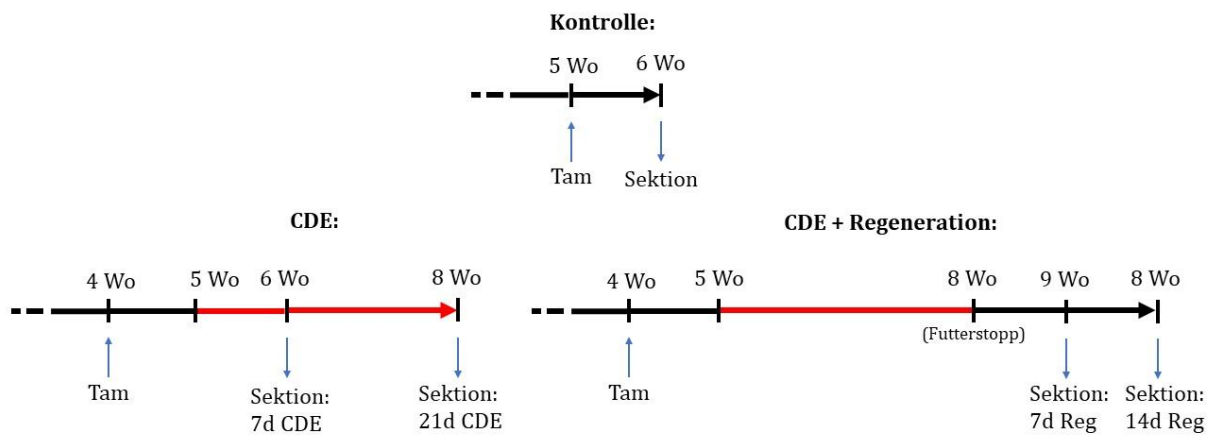 Kontrolle:
5 Wo 6 Wo
Tam Sektion
CDE:
4 Wo 5 Wo 6 Wo 8 Wo
Tam Sektion: Sektion:
7d CDE 21d CDE
CDE + Regeneration:
4 Wo 5 Wo 8 Wo 9 Wo 8 Wo
(Futterstopp)
Tam Sektion: Sektion:
7d Reg 14d Reg